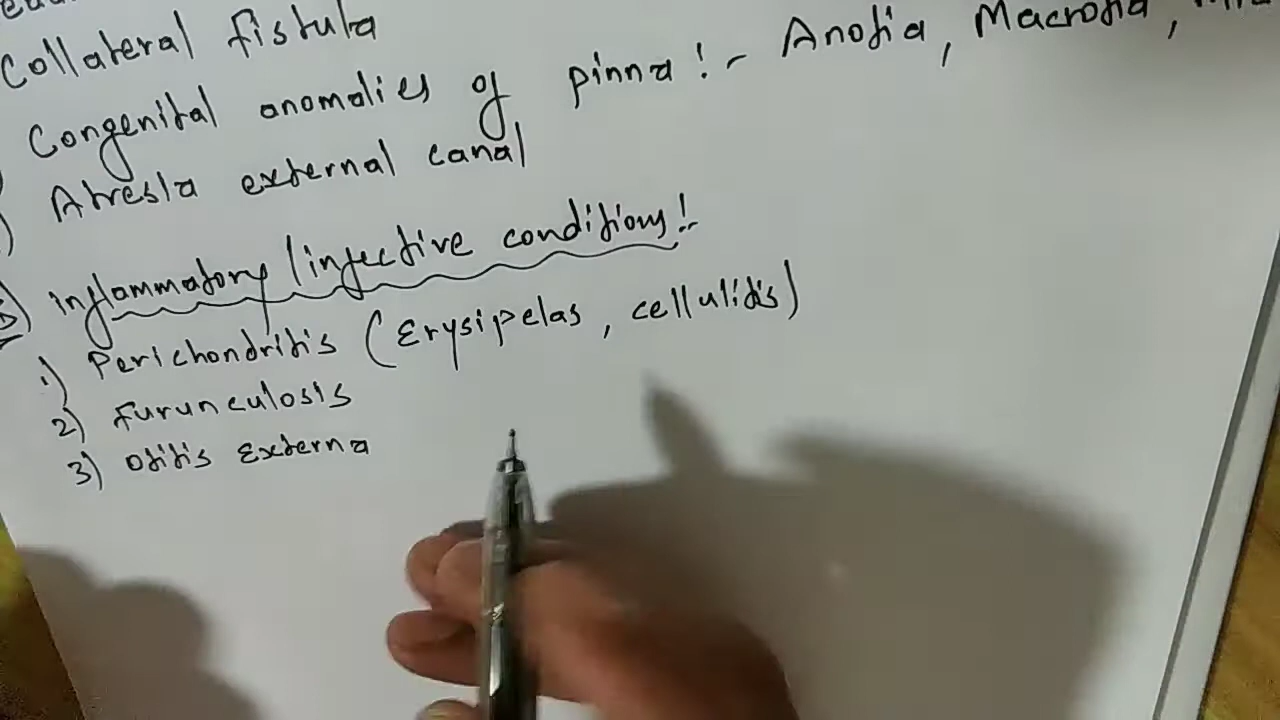 Collateral fistula
Congenital anomalies of pinna :- Anotia, Macrotia,
Atresia external canal
B) Inflammatory / infective conditions :-
1) Perichondritis (Erysipelas, cellulitis)
2) Furunculosis
3) Otitis Externa